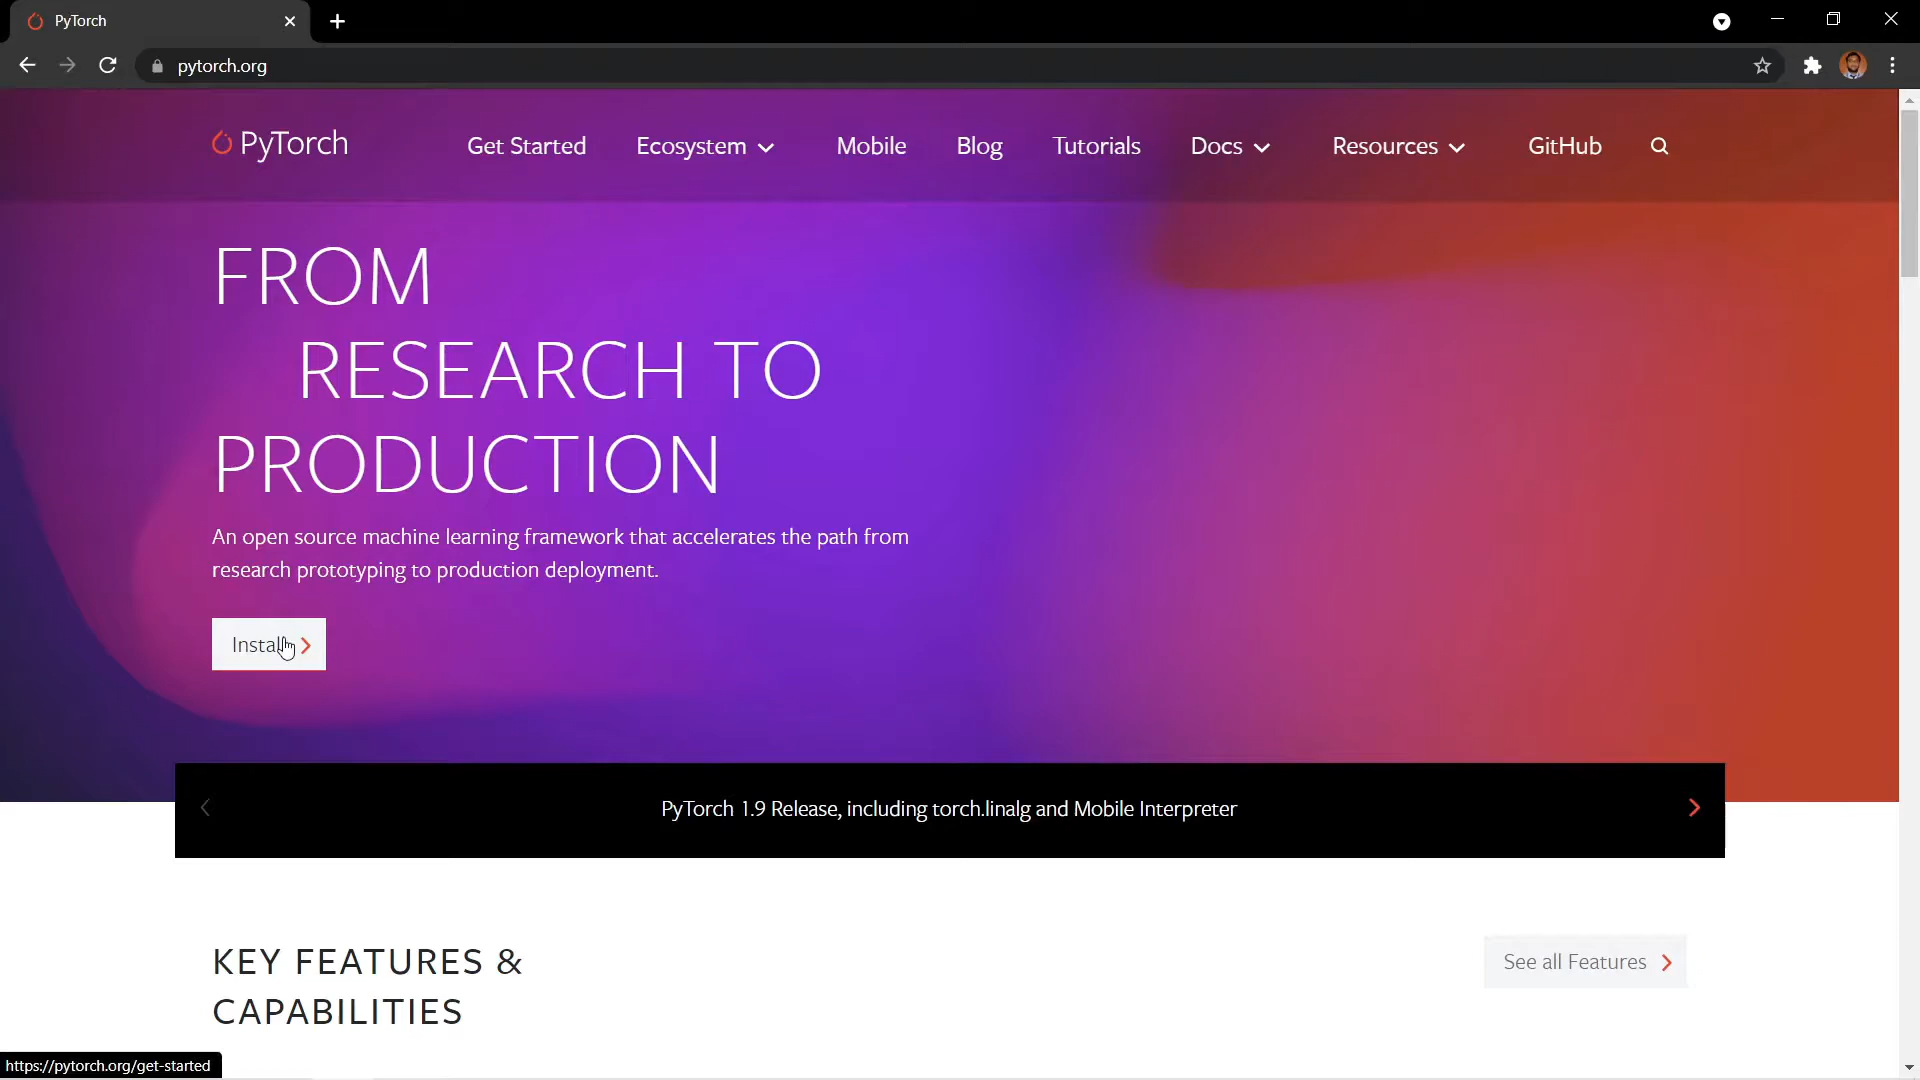 PyTorch
pytorch.org
PyTorch
Get Started
Ecosystem
Mobile
Blog
Tutorials
Docs
Resources
GitHub
FROM
RESEARCH TO
PRODUCTION
An open source machine learning framework that accelerates the path from
research prototyping to production deployment.
Install
PyTorch 1.9 Release, including torch.linalg and Mobile Interpreter
KEY FEATURES &
CAPABILITIES
See all Features
https://pytorch.org/get-started